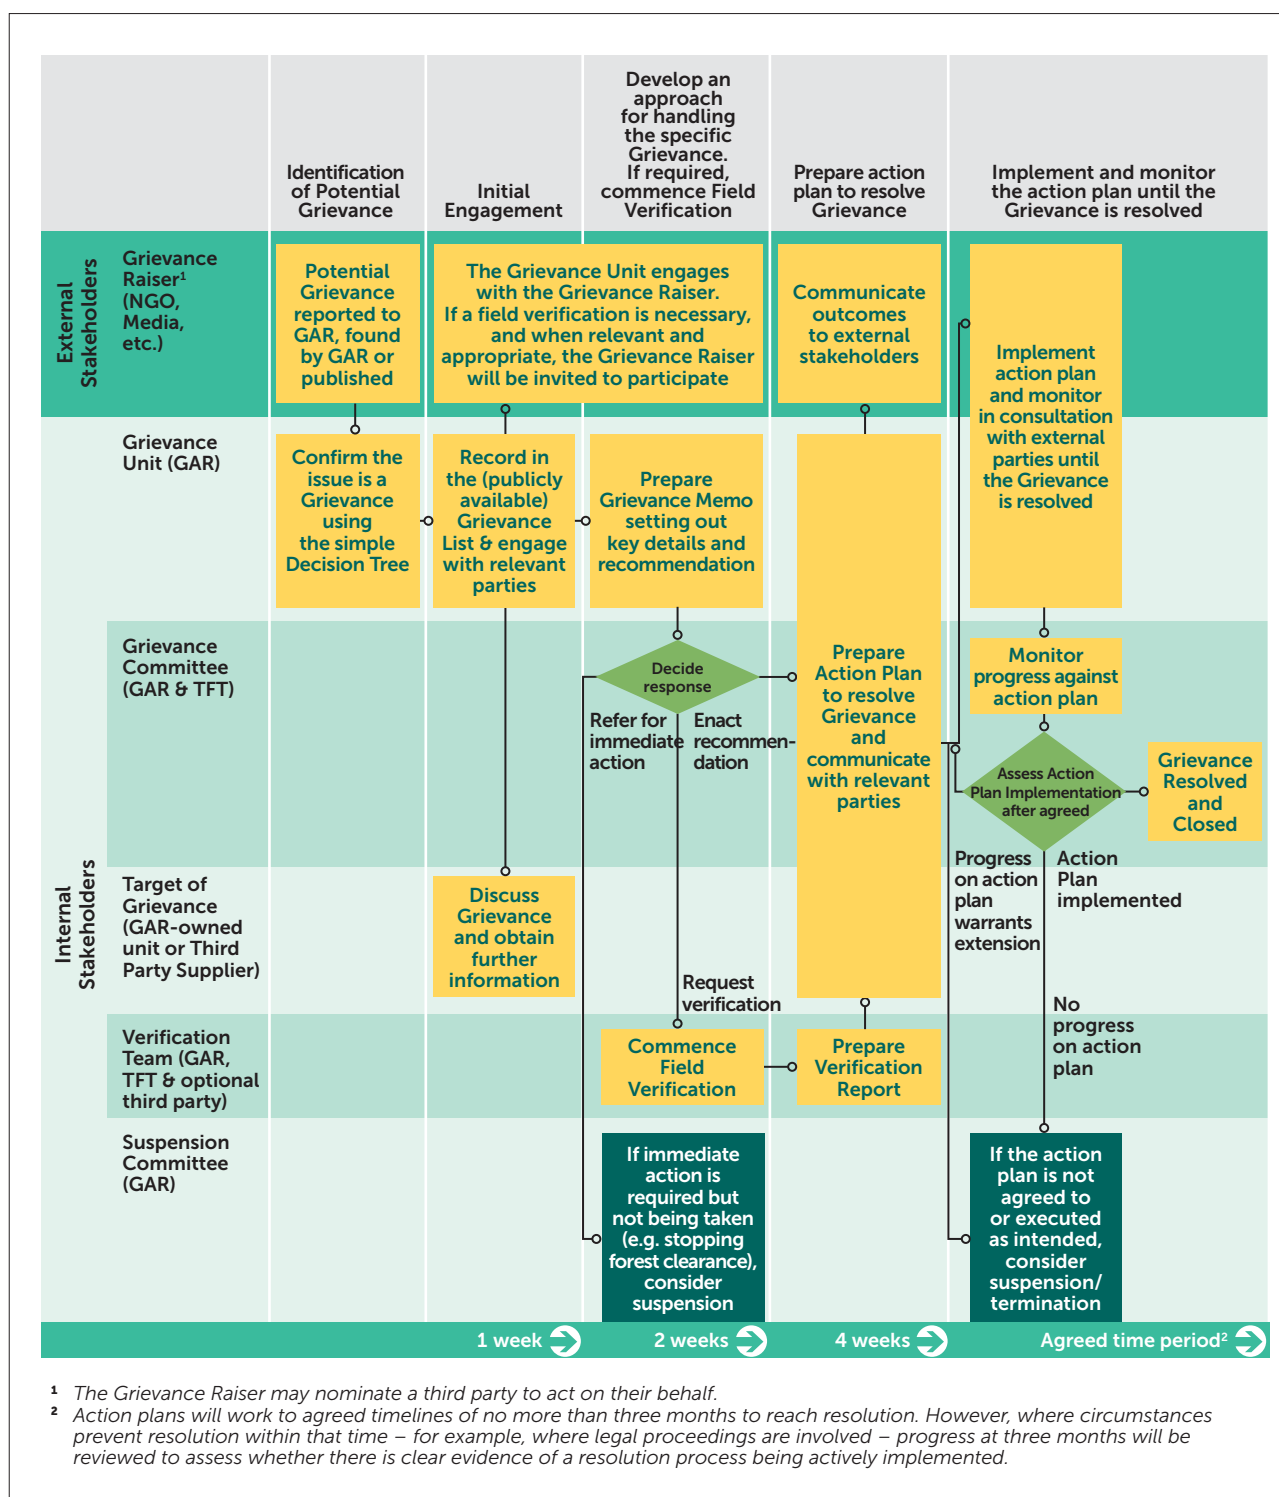 Identification
of Potential
Grievance
Initial
Engagement
Develop an
approach
for handling
the specific
Grievance.
If required,
commence Field
Verification
Prepare action
plan to resolve
Grievance
Implement and monitor
the action plan until the
Grievance is resolved
External
Stakeholders
Grievance
Raiser¹
(NGO,
Media,
etc.)
Potential
Grievance
reported to
GAR, found
by GAR or
published
The Grievance Unit engages
with the Grievance Raiser.
If a field verification is necessary,
and when relevant and
appropriate, the Grievance Raiser
will be invited to participate
Communicate
outcomes
to external
stakeholders
Implement
action plan
and monitor
in consultation
with external
parties until
the Grievance
is resolved
Internal
Stakeholders
Grievance
Unit (GAR)
Confirm the
issue is a
Grievance
using
the simple
Decision Tree
Record in
the (publicly
available)
Grievance
List & engage
with relevant
parties
Prepare
Grievance Memo
setting out
key details and
recommendation
Grievance
Committee
(GAR & TFT)
Decide
response
Refer for
immediate
action
Enact
recommen-
dation
Prepare
Action Plan
to resolve
Grievance
and
communicate
with relevant
parties
Monitor
progress against
action plan
Assess Action
Plan Implementation
after agreed
Grievance
Resolved
and
Closed
Target of
Grievance
(GAR-owned
unit or Third
Party Supplier)
Discuss
Grievance
and obtain
further
information
Request
verification
Progress
on action
plan
warrants
extension
Action
Plan
implemented
No
progress
on action
plan
Verification
Team (GAR,
TFT & optional
third party)
Commence
Field
Verification
Prepare
Verification
Report
Suspension
Committee
(GAR)
If immediate
action is
required but
not being taken
(e.g. stopping
forest clearance),
consider
suspension
If the action
plan is not
agreed to
or executed
as intended,
consider
suspension/
termination
1 week
2 weeks
4 weeks
Agreed time period²
¹ The Grievance Raiser may nominate a third party to act on their behalf.
² Action plans will work to agreed timelines of no more than three months to reach resolution. However, where circumstances
prevent resolution within that time – for example, where legal proceedings are involved – progress at three months will be
reviewed to assess whether there is clear evidence of a resolution process being actively implemented.